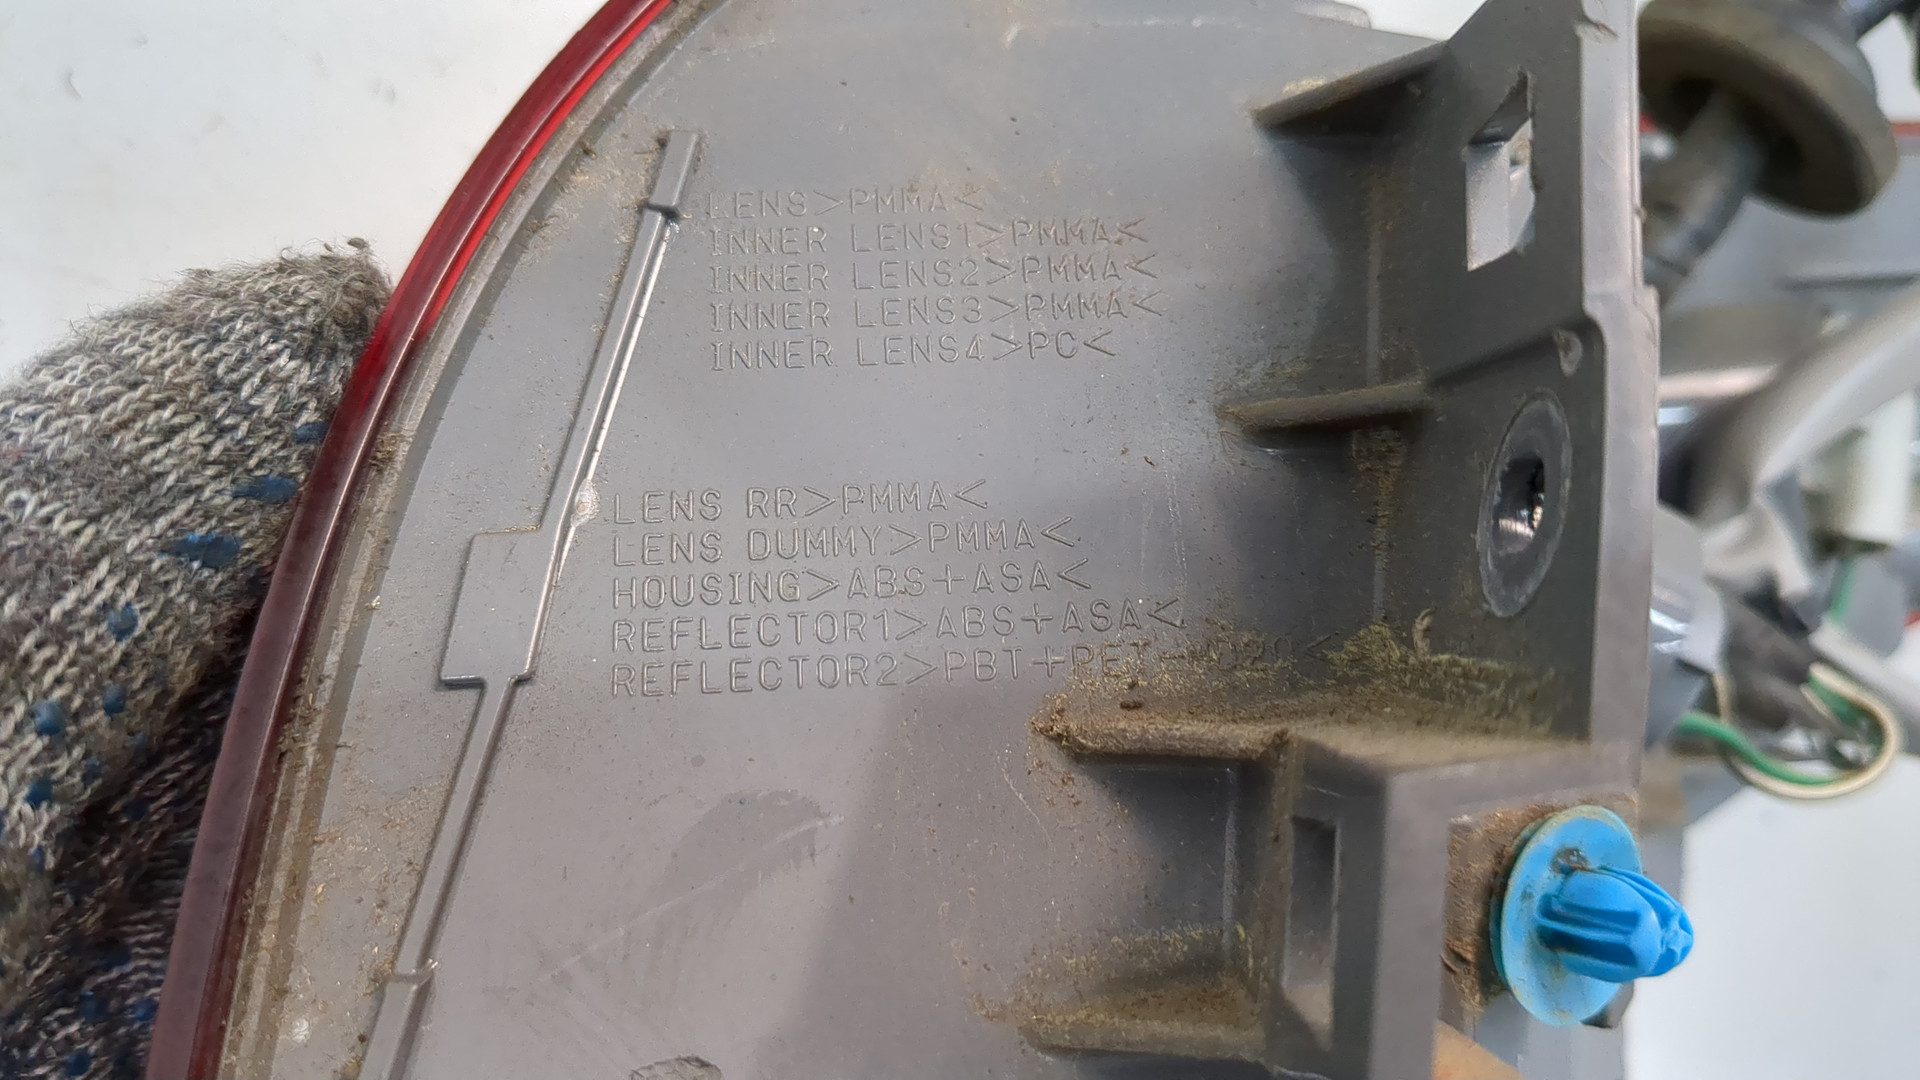 LENS>PMMA<
INNER LENS1>PMMA<
INNER LENS2>PMMA<
INNER LENS3>PMMA<
INNER LENS4>PC<
LENS RR>PMMA<
LENS DUMMY>PMMA<
HOUSING>ABS+ASA<
REFLECTOR1>ABS+ASA<
REFLECTOR2>PBT+PET-MD20<